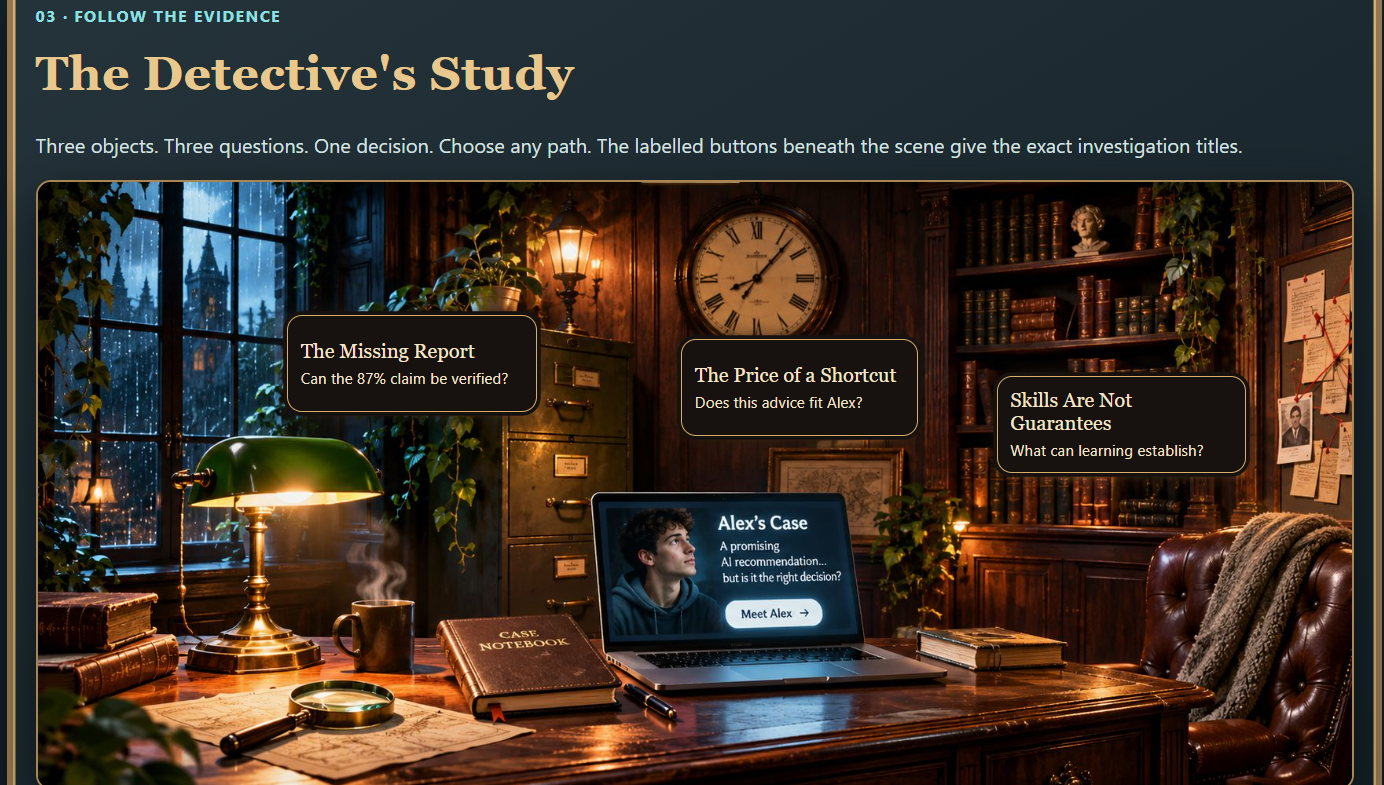 03 · FOLLOW THE EVIDENCE
The Detective's Study
Three objects. Three questions. One decision. Choose any path. The labelled buttons beneath the scene give the exact investigation titles.
The Missing Report
Can the 87% claim be verified?
The Price of a Shortcut
Does this advice fit Alex?
Skills Are Not
Guarantees
What can learning establish?
Alex's Case
A promising
AI recommendation...
but is it the right decision?
Meet Alex →
CASE
NOTEBOOK